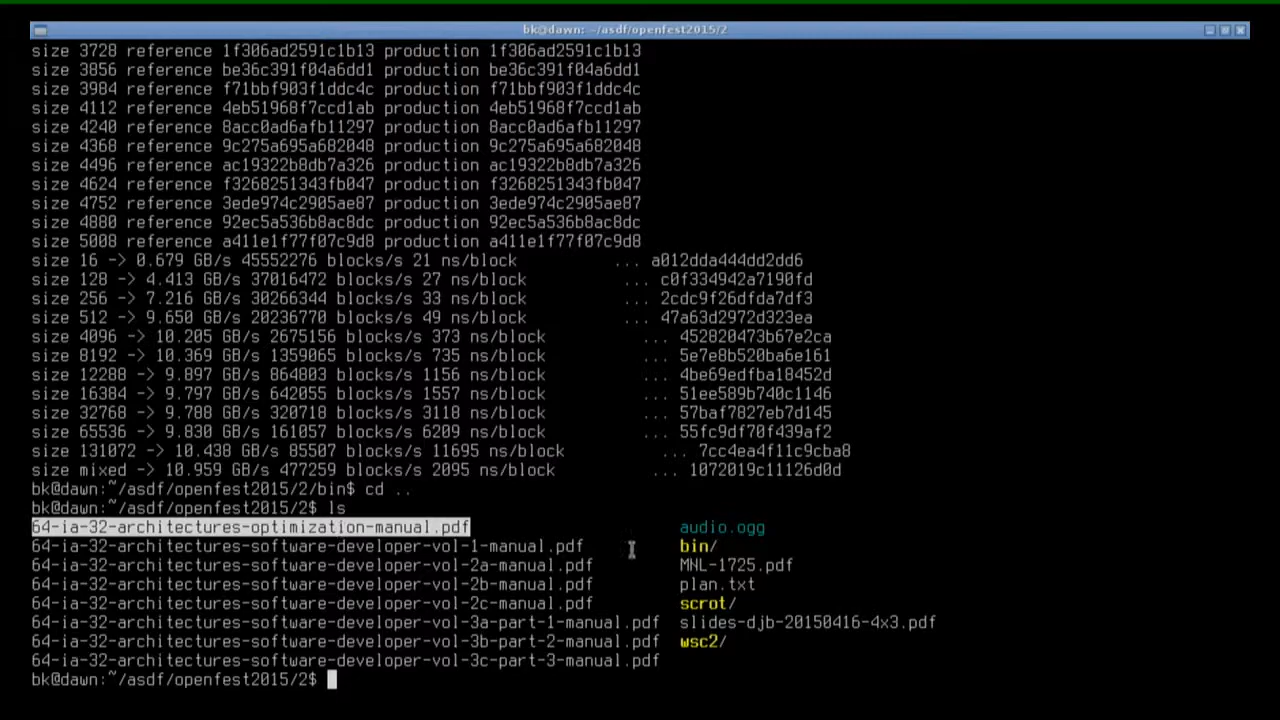 bk@dawn: ~/asdf/openfest2015/2
size 3728 reference 1f306ad2591c1b13 production 1f306ad2591c1b13
size 3856 reference be36c391f04a6dd1 production be36c391f04a6dd1
size 3984 reference f71bbf903f1ddc4c production f71bbf903f1ddc4c
size 4112 reference 4eb51968f7ccd1ab production 4eb51968f7ccd1ab
size 4240 reference 8acc0ad6afb11297 production 8acc0ad6afb11297
size 4368 reference 9c275a695a682048 production 9c275a695a682048
size 4496 reference ac19322b8db7a326 production ac19322b8db7a326
size 4624 reference f3268251343fb047 production f3268251343fb047
size 4752 reference 3ede974c2905ae87 production 3ede974c2905ae87
size 4880 reference 92ec5a536b8ac8dc production 92ec5a536b8ac8dc
size 5008 reference a411e1f77f07c9d8 production a411e1f77f07c9d8
size 16 -> 0.679 GB/s 45552276 blocks/s 21 ns/block ... a012dda444dd2dd6
size 128 -> 4.413 GB/s 37016472 blocks/s 27 ns/block ... c0f334942a7190fd
size 256 -> 7.216 GB/s 30266344 blocks/s 33 ns/block ... 2cdc9f26dfda7df3
size 512 -> 9.650 GB/s 20236770 blocks/s 49 ns/block ... 47a63d2972d323ea
size 4096 -> 10.205 GB/s 2675156 blocks/s 373 ns/block ... 452820473b67e2ca
size 8192 -> 10.369 GB/s 1359065 blocks/s 735 ns/block ... 5e7e8b520ba6e161
size 12288 -> 9.897 GB/s 864803 blocks/s 1156 ns/block ... 4be69edfba18452d
size 16384 -> 9.797 GB/s 642055 blocks/s 1557 ns/block ... 51ee589b740c1146
size 32768 -> 9.788 GB/s 320718 blocks/s 3118 ns/block ... 57baf7827eb7d145
size 65536 -> 9.830 GB/s 161057 blocks/s 6209 ns/block ... 55fc9df70f439af2
size 131072 -> 10.438 GB/s 85507 blocks/s 11695 ns/block ... 7cc4ea4f11c9cba8
size mixed -> 10.959 GB/s 477259 blocks/s 2095 ns/block ... 1072019c11126d0d
bk@dawn:~/asdf/openfest2015/2/bin$ cd ..
bk@dawn:~/asdf/openfest2015/2$ ls
64-ia-32-architectures-optimization-manual.pdf audio.ogg
64-ia-32-architectures-software-developer-vol-1-manual.pdf bin/
64-ia-32-architectures-software-developer-vol-2a-manual.pdf MNL-1725.pdf
64-ia-32-architectures-software-developer-vol-2b-manual.pdf plan.txt
64-ia-32-architectures-software-developer-vol-2c-manual.pdf scrot/
64-ia-32-architectures-software-developer-vol-3a-part-1-manual.pdf slides-djb-20150416-4x3.pdf
64-ia-32-architectures-software-developer-vol-3b-part-2-manual.pdf wsc2/
64-ia-32-architectures-software-developer-vol-3c-part-3-manual.pdf
bk@dawn:~/asdf/openfest2015/2$